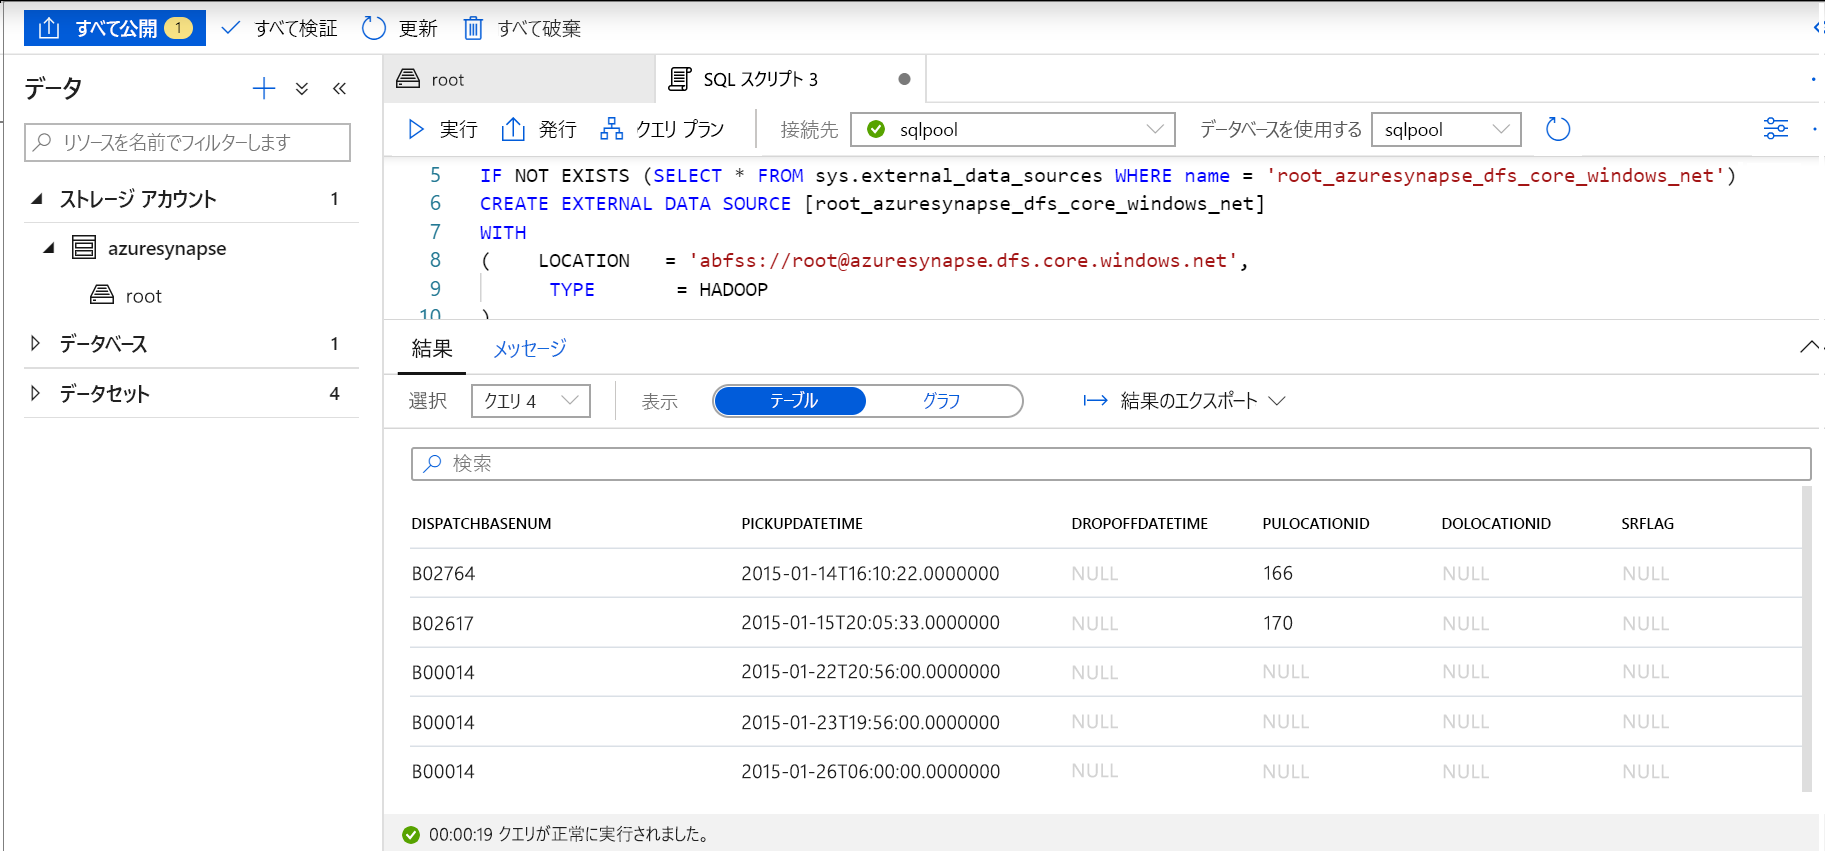 すべて公開 1 すべて検証 更新 すべて破棄
データ
リソースを名前でフィルターします
ストレージ アカウント 1
azuresynapse
root
データベース 1
データセット 4
root SQL スクリプト 3
実行 発行 クエリ プラン 接続先 sqlpool データベースを使用する sqlpool
5 IF NOT EXISTS (SELECT * FROM sys.external_data_sources WHERE name = 'root_azuresynapse_dfs_core_windows_net')
6 CREATE EXTERNAL DATA SOURCE [root_azuresynapse_dfs_core_windows_net]
7 WITH
8 ( LOCATION = 'abfss://root@azuresynapse.dfs.core.windows.net',
9 TYPE = HADOOP
10 )
結果 メッセージ
選択 クエリ 4 表示 テーブル グラフ 結果のエクスポート
検索
DISPATCHBASENUM PICKUPDATETIME DROPOFFDATETIME PULOCATIONID DOLOCATIONID SRFLAG
B02764 2015-01-14T16:10:22.0000000 NULL 166 NULL NULL
B02617 2015-01-15T20:05:33.0000000 NULL 170 NULL NULL
B00014 2015-01-22T20:56:00.0000000 NULL NULL NULL NULL
B00014 2015-01-23T19:56:00.0000000 NULL NULL NULL NULL
B00014 2015-01-26T06:00:00.0000000 NULL NULL NULL NULL
00:00:19 クエリが正常に実行されました。